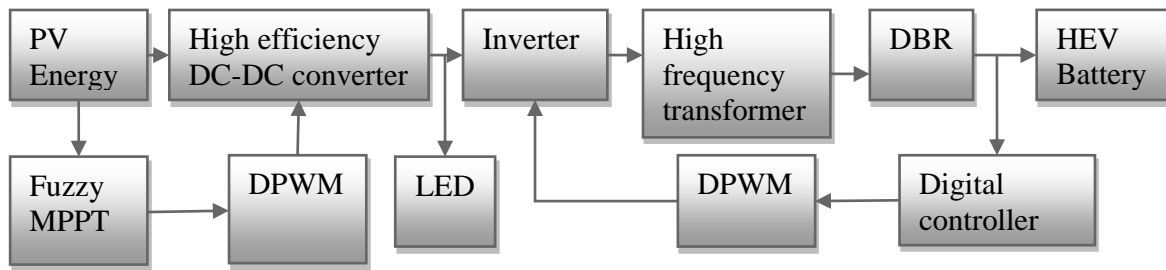 PV
Energy
High efficiency
DC-DC converter
Inverter
High
frequency
transformer
DBR
HEV
Battery
Fuzzy
MPPT
DPWM
LED
DPWM
Digital
controller